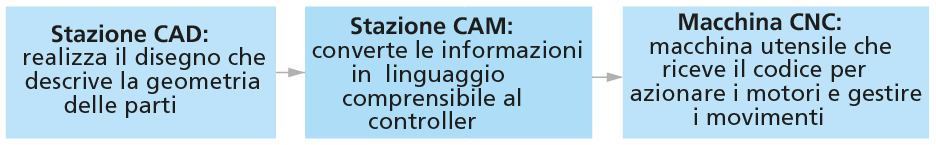 Stazione CAD:
realizza il disegno che
descrive la geometria
delle parti
Stazione CAM:
converte le informazioni
in linguaggio
comprensibile al
controller
Macchina CNC:
macchina utensile che
riceve il codice per
azionare i motori e gestire
i movimenti